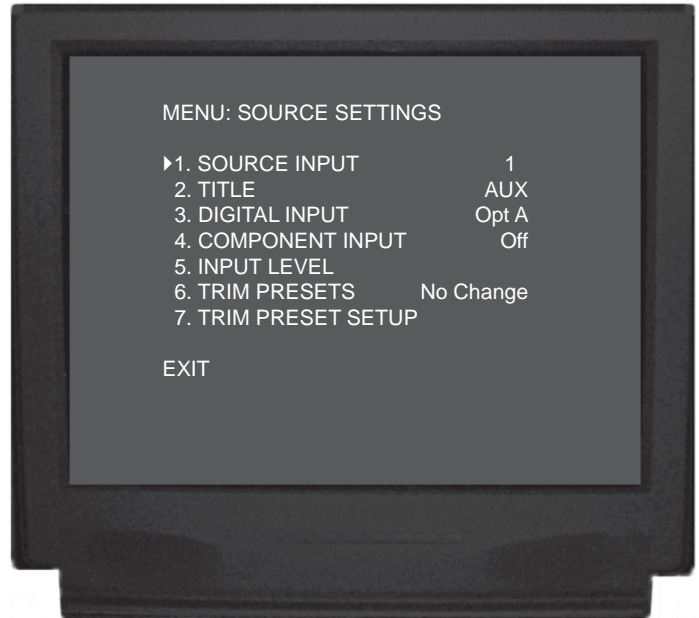 MENU: SOURCE SETTINGS
1. SOURCE INPUT 1
2. TITLE AUX
3. DIGITAL INPUT Opt A
4. COMPONENT INPUT Off
5. INPUT LEVEL
6. TRIM PRESETS No Change
7. TRIM PRESET SETUP
EXIT